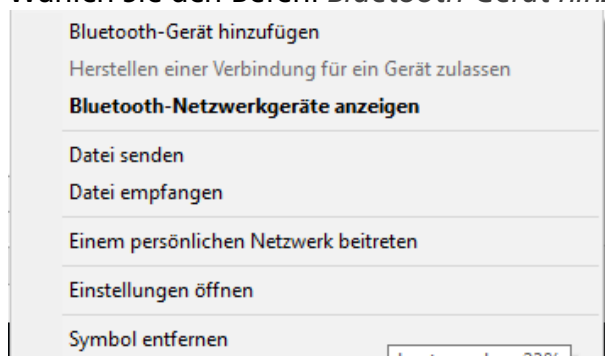 Bluetooth-Gerät hinzufügen
Herstellen einer Verbindung für ein Gerät zulassen
Bluetooth-Netzwerkgeräte anzeigen
Datei senden
Datei empfangen
Einem persönlichen Netzwerk beitreten
Einstellungen öffnen
Symbol entfernen